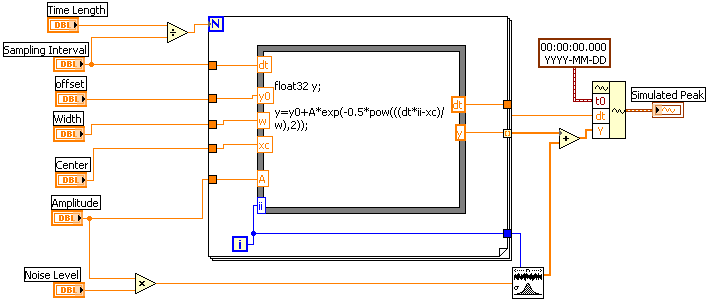 Time Length
DBL
Sampling Interval
DBL
offset
DBL
Width
DBL
Center
DBL
Amplitude
DBL
Noise Level
DBL
÷
×
N
dt
y0
w
xc
A
ii
i
float32 y;
y=y0+A*exp(-0.5*pow(((dt*ii-xc)/
w),2));
dt
y
+
00:00:00.000
YYYY-MM-DD
t0
dt
Y
Simulated Peak
σ